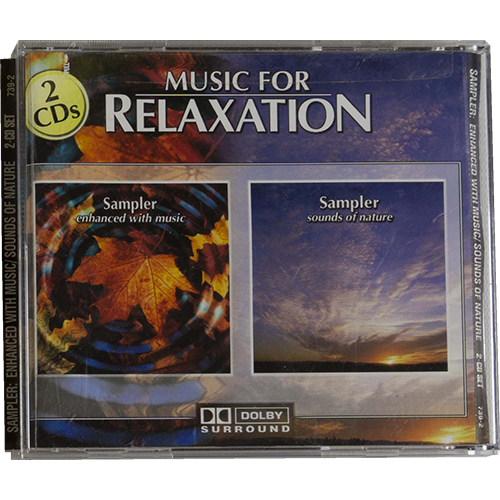 2
CDs
MUSIC FOR
RELAXATION
Sampler
enhanced with music
Sampler
sounds of nature
DOLBY
SURROUND
SAMPLER: ENHANCED WITH MUSIC/SOUNDS OF NATURE 2-CD SET 739-2
SAMPLER: ENHANCED WITH MUSIC/SOUNDS OF NATURE 2-CD SET 739-2